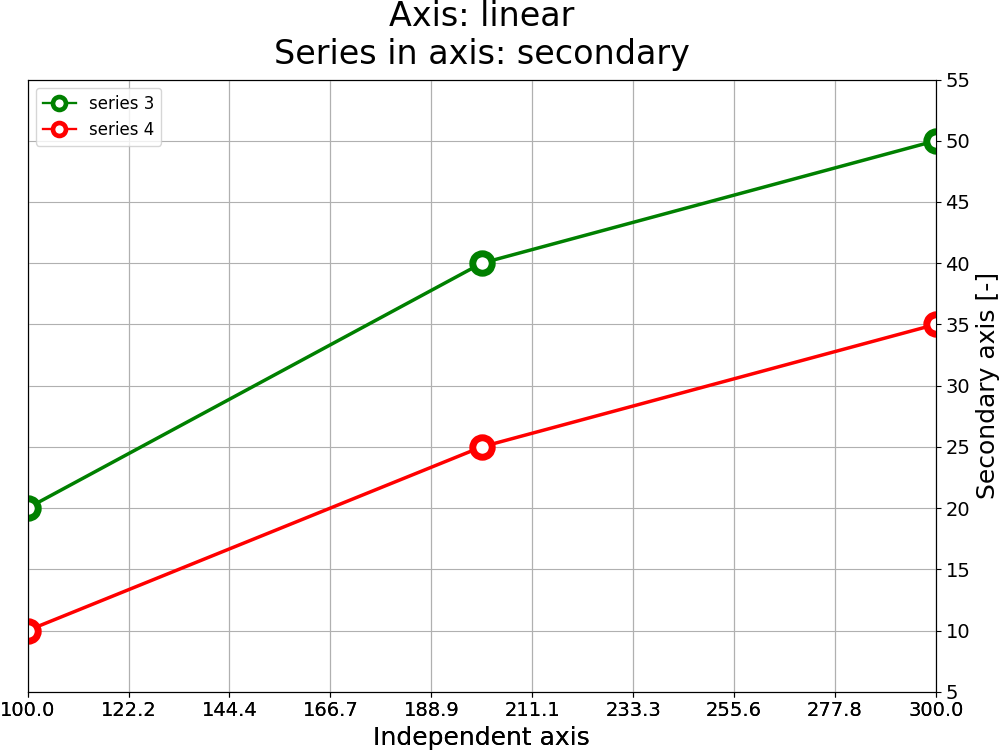 Axis: linear
Series in axis: secondary
series 3
series 4
55
50
45
40
35
30
25
20
15
10
5
Secondary axis [-]
100.0 122.2 144.4 166.7 188.9 211.1 233.3 255.6 277.8 300.0
Independent axis